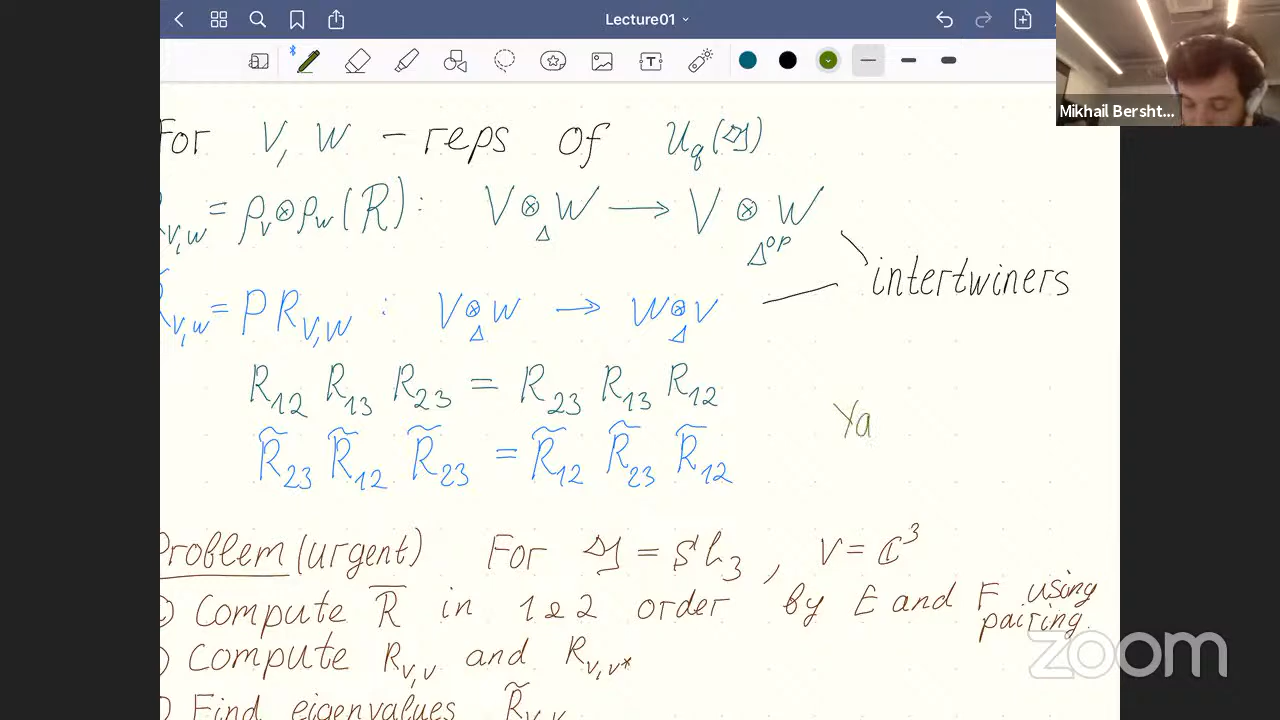 Lecture01
Mikhail Bersht...
For V, W – reps of U_q(𝔤)
R_{V,W} = ρ_V ⊗ ρ_W (R) : V ⊗_Δ W ⟶ V ⊗_{Δ^{op}} W
intertwiners
R̃_{V,W} = P R_{V,W} : V ⊗_Δ W → W ⊗_Δ V
R_{12} R_{13} R_{23} = R_{23} R_{13} R_{12}
Ya
R̃_{23} R̃_{12} R̃_{23} = R̃_{12} R̃_{23} R̃_{12}
Problem (urgent) For 𝔤 = sl_3, V = ℂ^3
) Compute R̅ in 1 & 2 order by E and F using pairing.
) Compute R_{V,V} and R_{V,V*}
) Find eigenvalues R̃_{V,V}
zoom